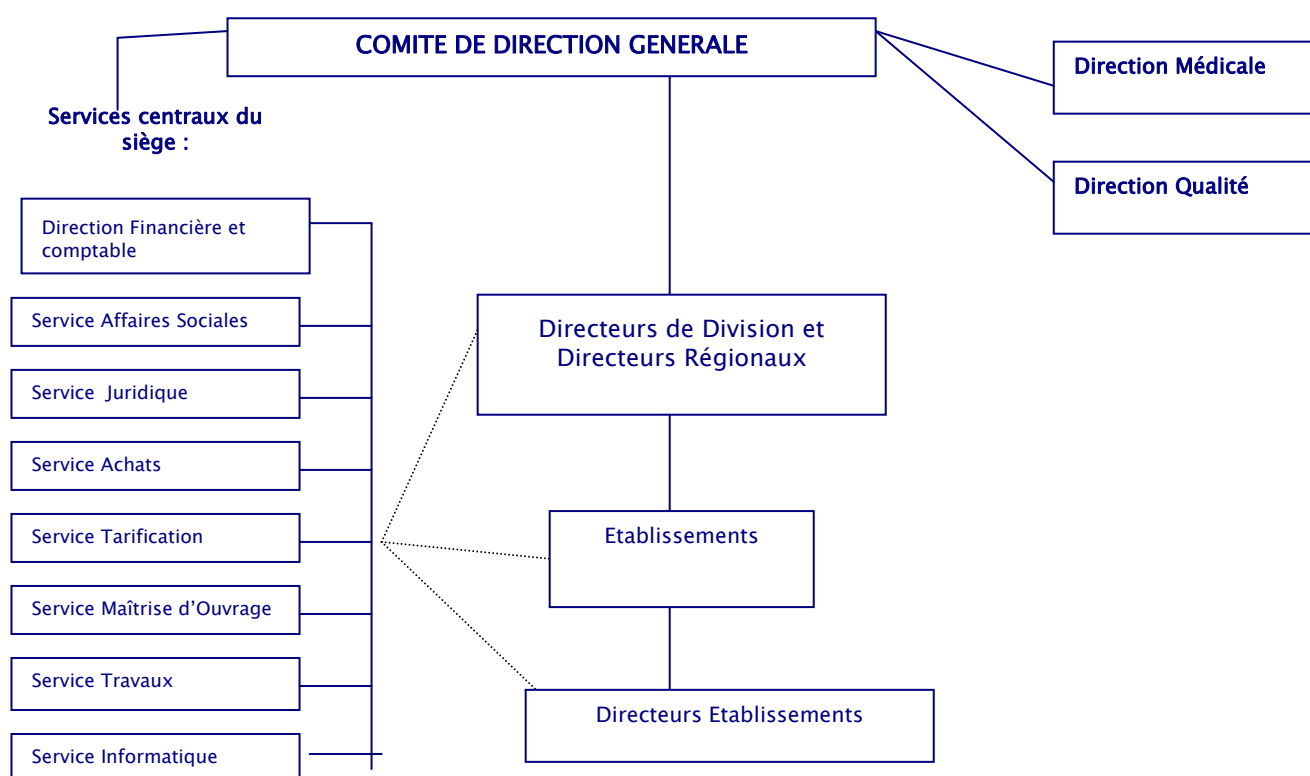 COMITE DE DIRECTION GENERALE
Direction Médicale
Services centraux du
siège :
Direction Qualité
Direction Financière et
comptable
Service Affaires Sociales
Directeurs de Division et
Directeurs Régionaux
Service  Juridique
Service Achats
Service Tarification
Etablissements
Service Maîtrise d’Ouvrage
Service Travaux
Directeurs Etablissements
Service Informatique